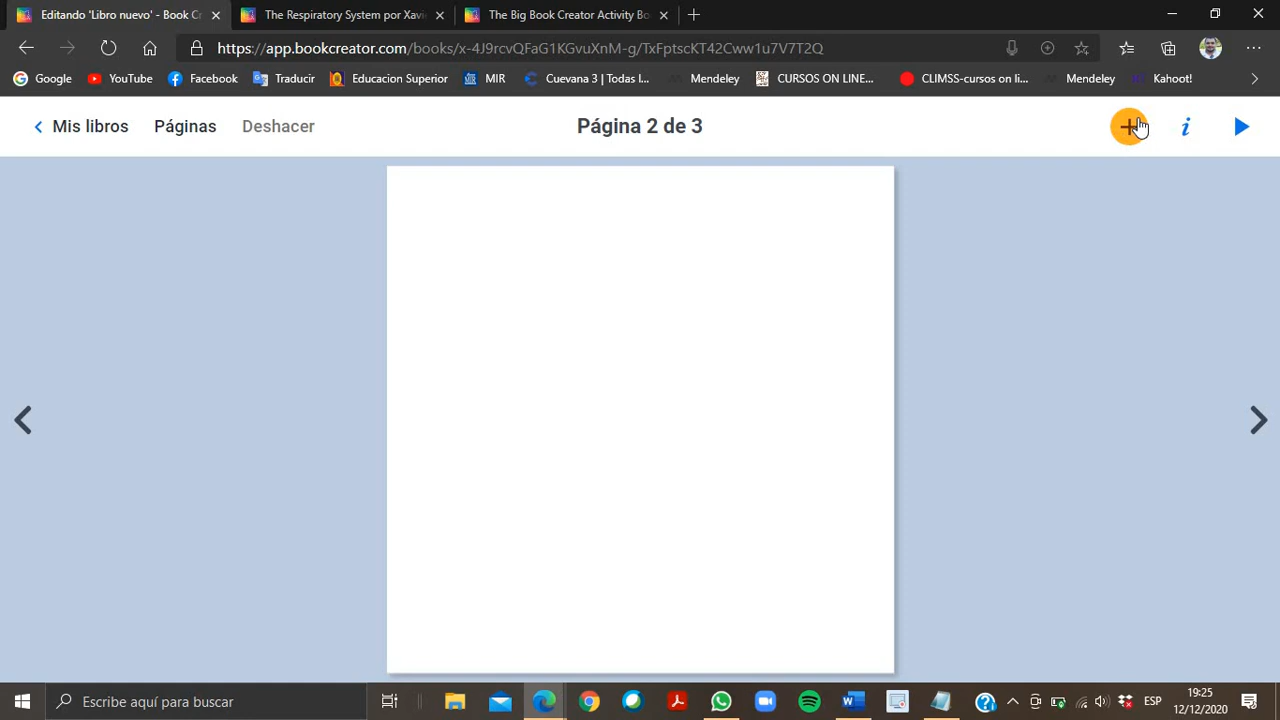 Editando 'Libro nuevo' - Book Cr
The Respiratory System por Xavi
The Big Book Creator Activity Bo
https://app.bookcreator.com/books/x-4J9rcvQFaG1KGvuXnM-g/TxFptscKT42Cww1u7V7T2Q
Google
YouTube
Facebook
Traducir
Educacion Superior
MIR
Cuevana 3 | Todas l...
Mendeley
CURSOS ON LINE...
CLIMSS-cursos on li...
Mendeley
Kahoot!
Mis libros
Páginas
Deshacer
Página 2 de 3
Escribe aquí para buscar
ESP
19:25
12/12/2020